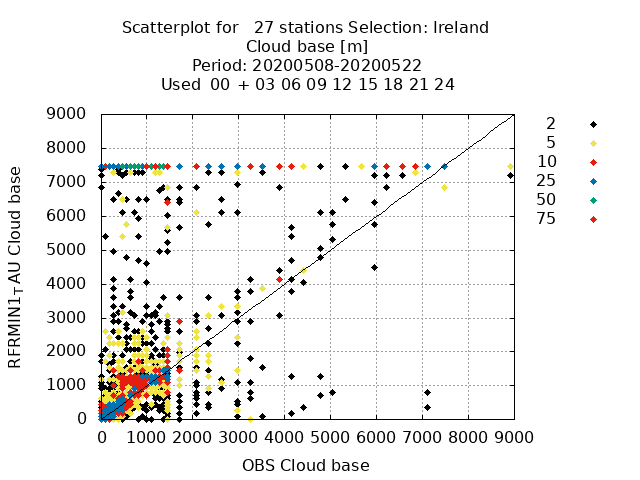 Scatterplot for 27 stations Selection: Ireland
Cloud base [m]
Period: 20200508-20200522
Used 00 + 03 06 09 12 15 18 21 24
RFRMIN1_T_AU Cloud base
9000
8000
7000
6000
5000
4000
3000
2000
1000
0
0 1000 2000 3000 4000 5000 6000 7000 8000 9000
OBS Cloud base
2
5
10
25
50
75